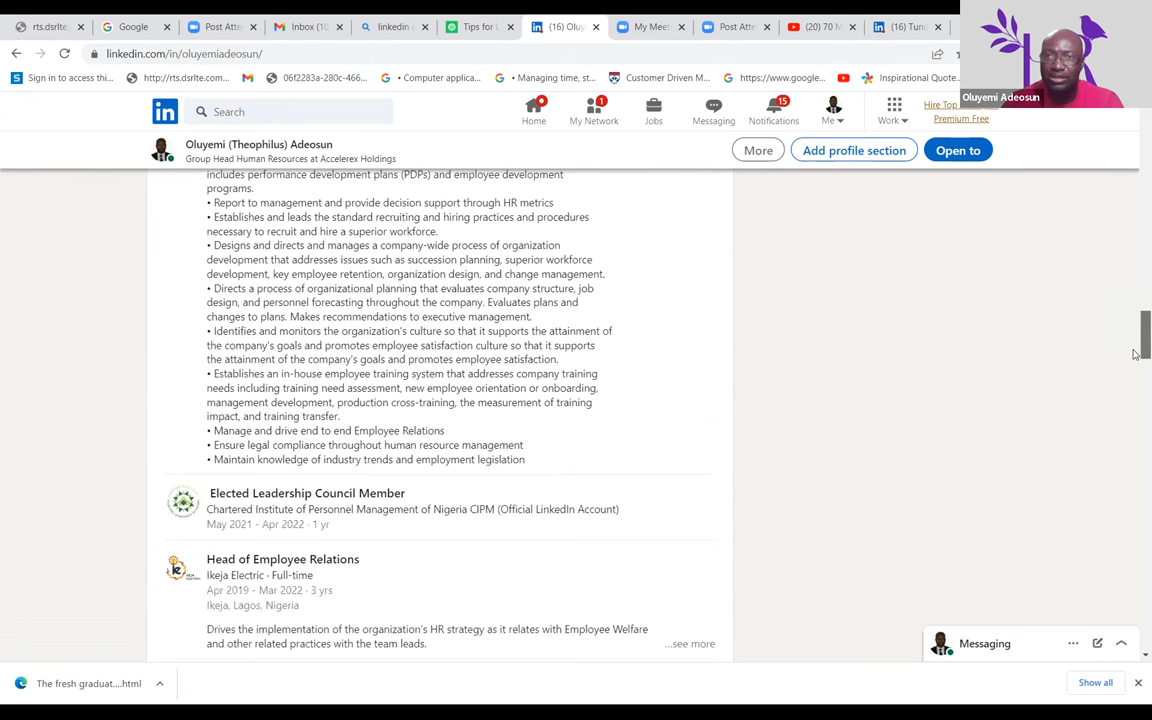 rts.dsrlte.com
Google
Post Atte
Inbox (10
linkedin c
Tips for L
(16) Oluy
My Meeti
Post Atte
(20) 70 M
(16) Tuno
linkedin.com/in/oluyemiadeosun/
Sign in to access thi...
http://rts.dsrlte.com...
06f2283a-280c-466...
• Computer applica...
• Managing time, st...
Customer Driven M...
https://www.google...
Inspirational Quote...
Oluyemi Adeosun
in
Search
Home
1
My Network
Jobs
Messaging
15
Notifications
Me
Work
Hire Top
Premium Free
Oluyemi (Theophilus) Adeosun
Group Head Human Resources at Accelerex Holdings
More
Add profile section
Open to
includes performance development plans (PDPs) and employee development
programs.
• Report to management and provide decision support through HR metrics
• Establishes and leads the standard recruiting and hiring practices and procedures
necessary to recruit and hire a superior workforce.
• Designs and directs and manages a company-wide process of organization
development that addresses issues such as succession planning, superior workforce
development, key employee retention, organization design, and change management.
• Directs a process of organizational planning that evaluates company structure, job
design, and personnel forecasting throughout the company. Evaluates plans and
changes to plans. Makes recommendations to executive management.
• Identifies and monitors the organization's culture so that it supports the attainment of
the company's goals and promotes employee satisfaction culture so that it supports
the attainment of the company's goals and promotes employee satisfaction.
• Establishes an in-house employee training system that addresses company training
needs including training need assessment, new employee orientation or onboarding,
management development, production cross-training, the measurement of training
impact, and training transfer.
• Manage and drive end to end Employee Relations
• Ensure legal compliance throughout human resource management
• Maintain knowledge of industry trends and employment legislation
Elected Leadership Council Member
Chartered Institute of Personnel Management of Nigeria CIPM (Official LinkedIn Account)
May 2021 - Apr 2022 · 1 yr
Head of Employee Relations
Ikeja Electric · Full-time
Apr 2019 - Mar 2022 · 3 yrs
Ikeja, Lagos, Nigeria
Drives the implementation of the organization's HR strategy as it relates with Employee Welfare
and other related practices with the team leads.
...see more
Messaging
The fresh graduat....html
Show all